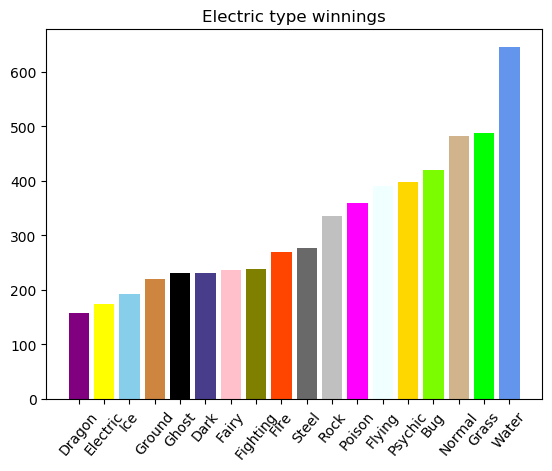 Electric type winnings
600
500
400
300
200
100
0
Dragon
Electric
Ice
Ground
Ghost
Dark
Fairy
Fighting
Fire
Steel
Rock
Poison
Flying
Psychic
Bug
Normal
Grass
Water